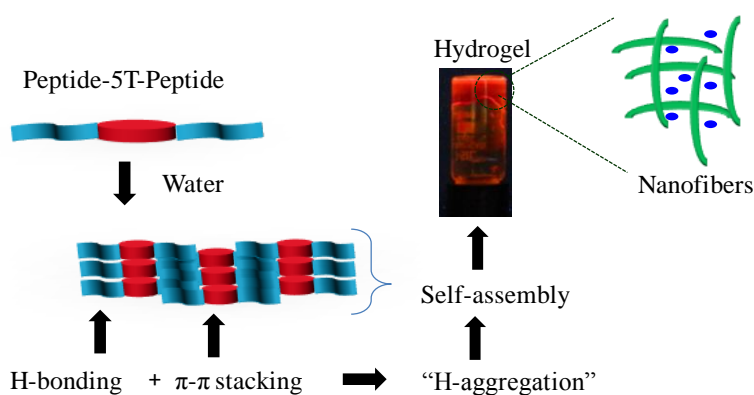 Hydrogel
Peptide-5T-Peptide
Water
Nanofibers
Self-assembly
H-bonding + π-π stacking “H-aggregation”